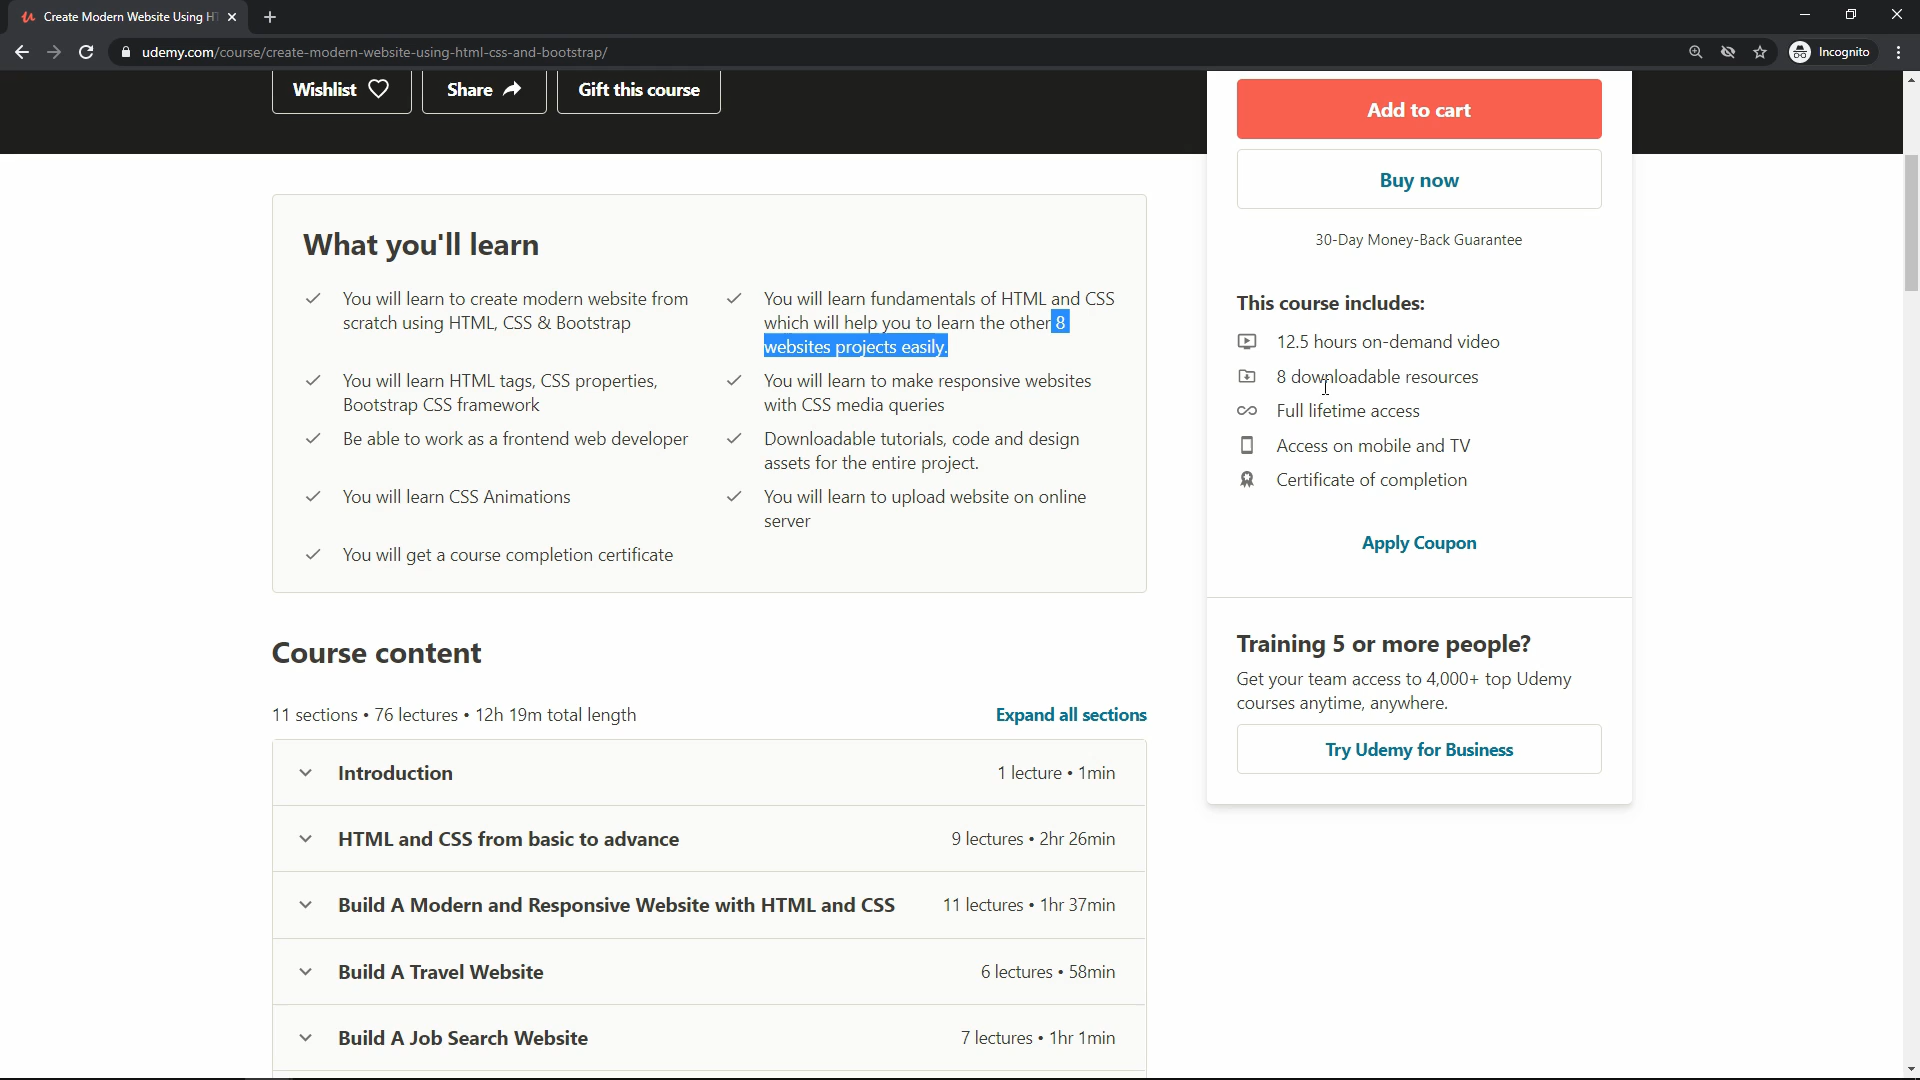 Create Modern Website Using HT
udemy.com/course/create-modern-website-using-html-css-and-bootstrap/
Incognito
Wishlist
Share
Gift this course
Add to cart
Buy now
30-Day Money-Back Guarantee
This course includes:
12.5 hours on-demand video
8 downloadable resources
Full lifetime access
Access on mobile and TV
Certificate of completion
Apply Coupon
Training 5 or more people?
Get your team access to 4,000+ top Udemy
courses anytime, anywhere.
Try Udemy for Business
What you'll learn
You will learn to create modern website from
scratch using HTML, CSS & Bootstrap
You will learn fundamentals of HTML and CSS
which will help you to learn the other 8
websites projects easily.
You will learn HTML tags, CSS properties,
Bootstrap CSS framework
You will learn to make responsive websites
with CSS media queries
Be able to work as a frontend web developer
Downloadable tutorials, code and design
assets for the entire project.
You will learn CSS Animations
You will learn to upload website on online
server
You will get a course completion certificate
Course content
11 sections • 76 lectures • 12h 19m total length
Expand all sections
Introduction
1 lecture • 1min
HTML and CSS from basic to advance
9 lectures • 2hr 26min
Build A Modern and Responsive Website with HTML and CSS
11 lectures • 1hr 37min
Build A Travel Website
6 lectures • 58min
Build A Job Search Website
7 lectures • 1hr 1min